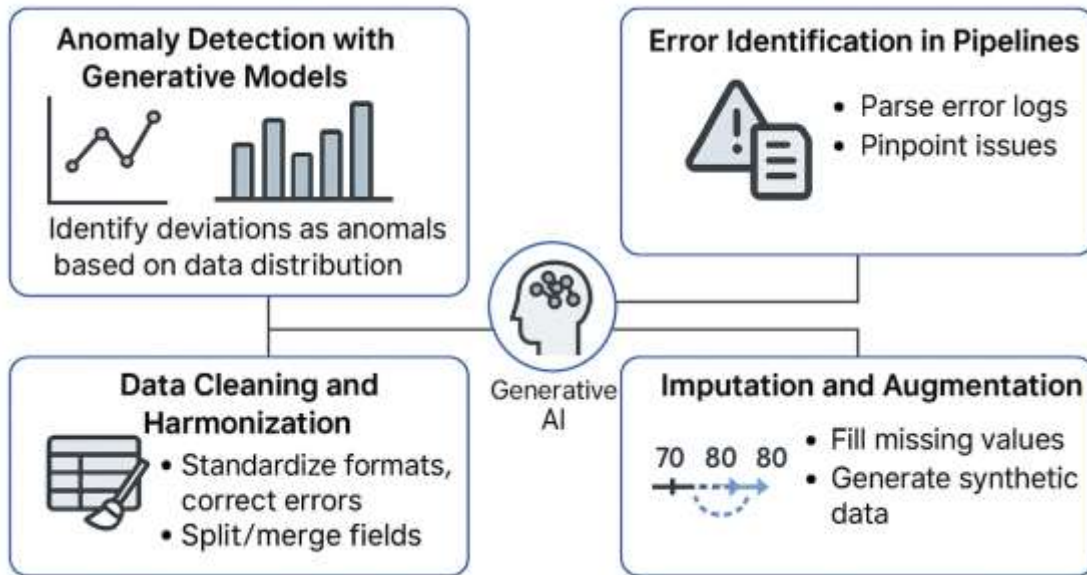 Anomaly Detection with
Generative Models
Identify deviations as anomals
based on data distribution
Error Identification in Pipelines
• Parse error logs
• Pinpoint issues
Generative
AI
Data Cleaning and
Harmonization
• Standardize formats,
correct errors
• Split/merge fields
Imputation and Augmentation
70 80 80
• Fill missing values
• Generate synthetic
data